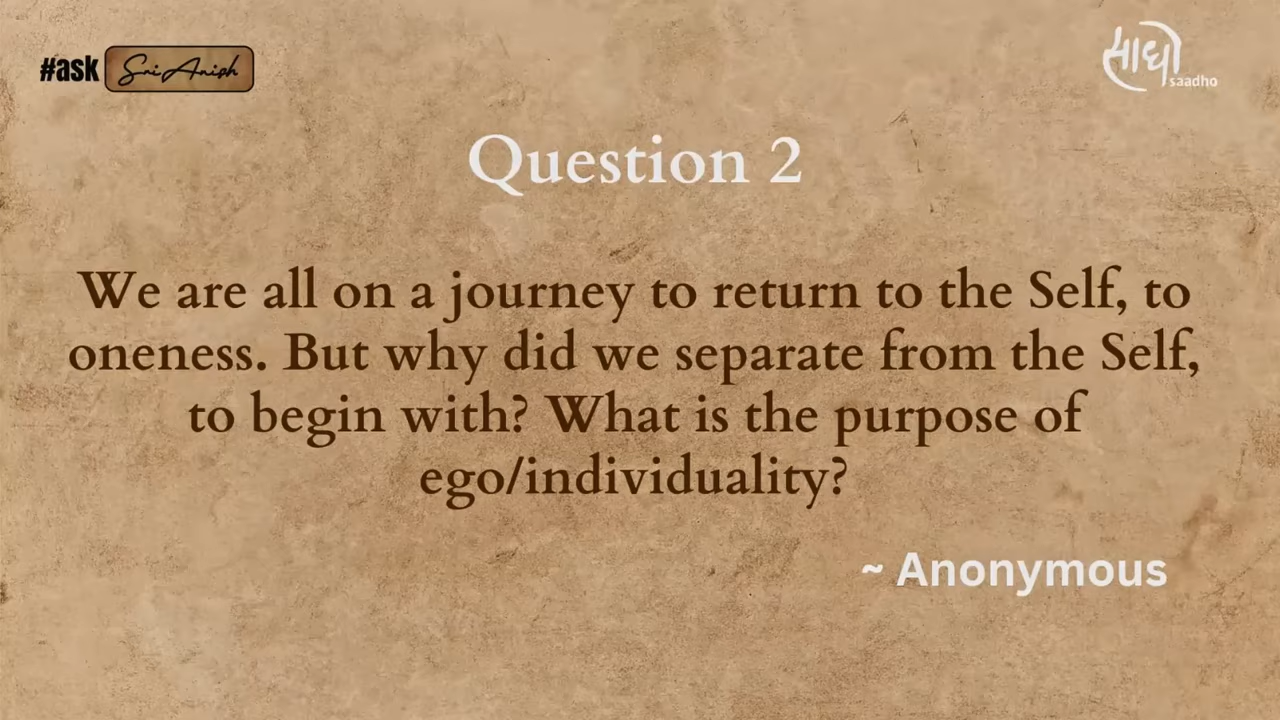 #ask Sri Anish
साधो
saadho
Question 2
We are all on a journey to return to the Self, to
oneness. But why did we separate from the Self,
to begin with? What is the purpose of
ego/individuality?
~ Anonymous